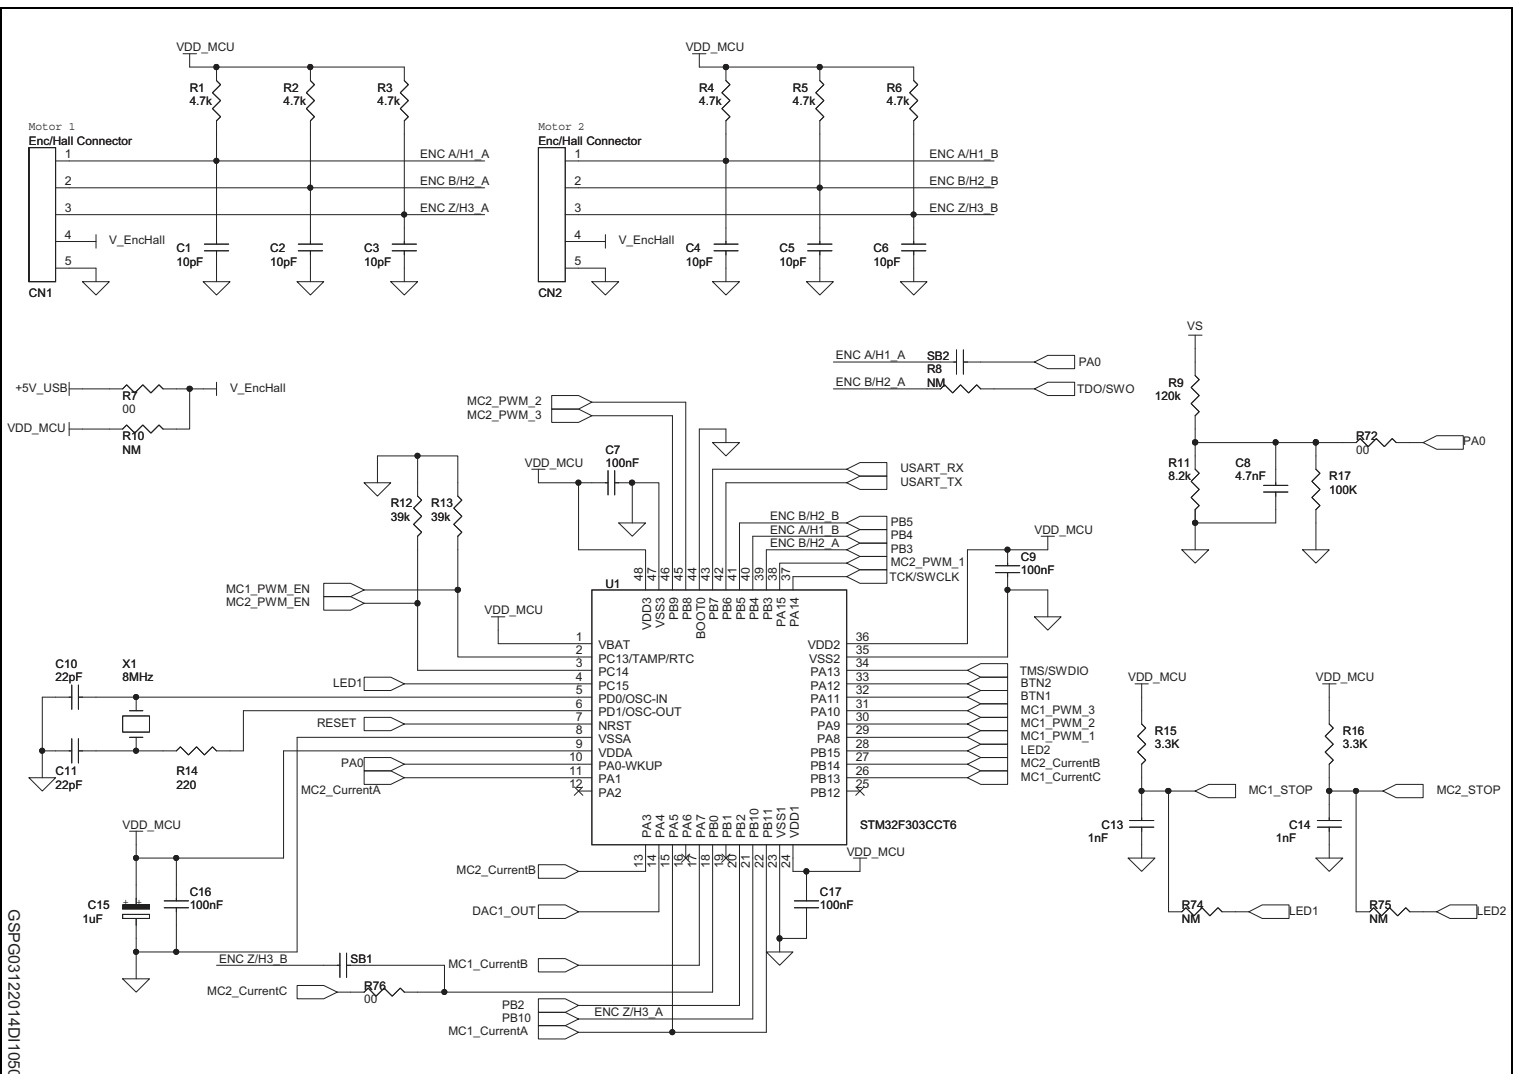 VDD_MCU
R1
4.7k
R2
4.7k
R3
4.7k
Motor 1
Enc/Hall Connector
1
ENC A/H1_A
2
ENC B/H2_A
3
ENC Z/H3_A
4
V_EncHall
5
C1
10pF
C2
10pF
C3
10pF
CN1
VDD_MCU
R4
4.7k
R5
4.7k
R6
4.7k
Motor 2
Enc/Hall Connector
1
ENC A/H1_B
2
ENC B/H2_B
3
ENC Z/H3_B
4
V_EncHall
5
C4
10pF
C5
10pF
C6
10pF
CN2
+5V_USB
R7
00
V_EncHall
VDD_MCU
R10
NM
ENC A/H1_A
SB2
PA0
ENC B/H2_A
R8
NM
TDO/SWO
VS
R9
120k
R11
8.2k
C8
4.7nF
R17
100K
R72
00
PA0
MC2_PWM_2
MC2_PWM_3
VDD_MCU
C7
100nF
USART_RX
USART_TX
ENC B/H2_B
PB5
ENC A/H1_B
PB4
ENC B/H2_A
PB3
MC2_PWM_1
TCK/SWCLK
VDD_MCU
C9
100nF
R12
39k
R13
39k
MC1_PWM_EN
MC2_PWM_EN
VDD_MCU
U1
48
47
46
45
44
43
42
41
40
39
38
37
VDD3
VSS3
PB9
PB8
BOOT0
PB7
PB6
PB5
PB4
PB3
PA15
PA14
1
VBAT
2
PC13/TAMP/RTC
3
PC14
4
PC15
5
PD0/OSC-IN
6
PD1/OSC-OUT
7
NRST
8
VSSA
9
VDDA
10
PA0-WKUP
11
PA1
12
PA2
36
VDD2
35
VSS2
34
PA13
33
PA12
32
PA11
31
PA10
30
PA9
29
PA8
28
PB15
27
PB14
26
PB13
25
PB12
TMS/SWDIO
BTN2
BTN1
MC1_PWM_3
MC1_PWM_2
MC1_PWM_1
LED2
MC2_CurrentB
MC1_CurrentC
C10
22pF
X1
8MHz
LED1
RESET
C11
22pF
R14
220
PA0
MC2_CurrentA
PA3
PA4
PA5
PA6
PA7
PB0
PB1
PB2
PB10
PB11
VSS1
VDD1
13
14
15
16
17
18
19
20
21
22
23
24
STM32F303CCT6
VDD_MCU
C17
100nF
VDD_MCU
R15
3.3K
MC1_STOP
C13
1nF
R74
NM
LED1
VDD_MCU
R16
3.3K
MC2_STOP
C14
1nF
R75
NM
LED2
VDD_MCU
C15
1uF
C16
100nF
MC2_CurrentB
DAC1_OUT
ENC Z/H3_B
SB1
MC1_CurrentB
MC2_CurrentC
R76
00
PB2
PB10
ENC Z/H3_A
MC1_CurrentA